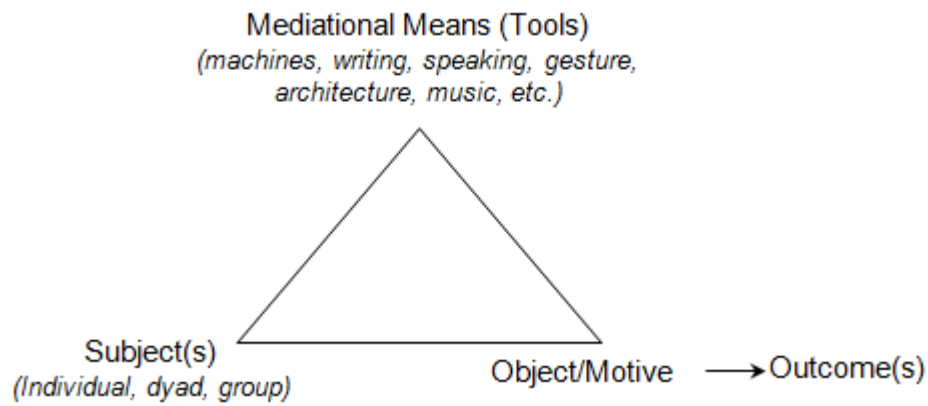 Mediational Means (Tools)
(machines, writing, speaking, gesture,
architecture, music, etc.)
Subject(s)
(Individual, dyad, group)
Object/Motive
Outcome(s)